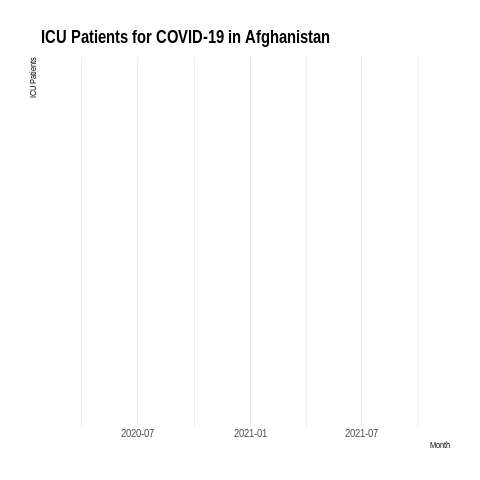 ICU Patients for COVID-19 in Afghanistan
ICU Patients
2020-07
2021-01
2021-07
Month